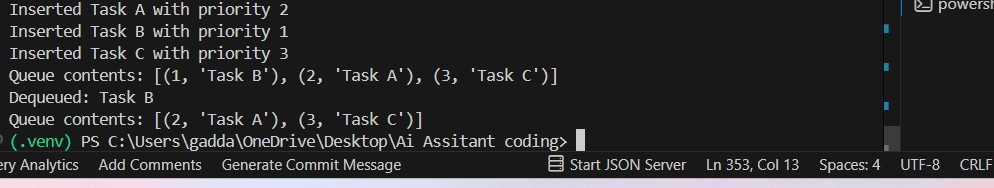 Inserted Task A with priority 2
Inserted Task B with priority 1
Inserted Task C with priority 3
Queue contents: [(1, 'Task B'), (2, 'Task A'), (3, 'Task C')]
Dequeued: Task B
Queue contents: [(2, 'Task A'), (3, 'Task C')]
(.venv) PS C:\Users\gadda\OneDrive\Desktop\Ai Assitant coding>
powersh
ery Analytics Add Comments Generate Commit Message Start JSON Server Ln 353, Col 13 Spaces: 4 UTF-8 CRLF